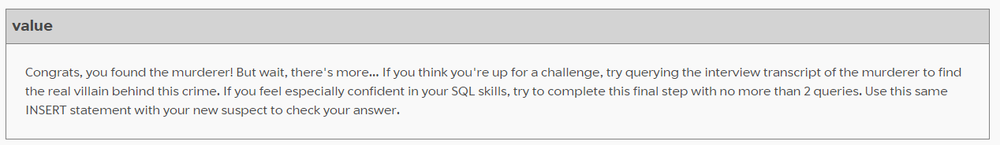 value
Congrats, you found the murderer! But wait, there's more... If you think you're up for a challenge, try querying the interview transcript of the murderer to find
the real villain behind this crime. If you feel especially confident in your SQL skills, try to complete this final step with no more than 2 queries. Use this same
INSERT statement with your new suspect to check your answer.